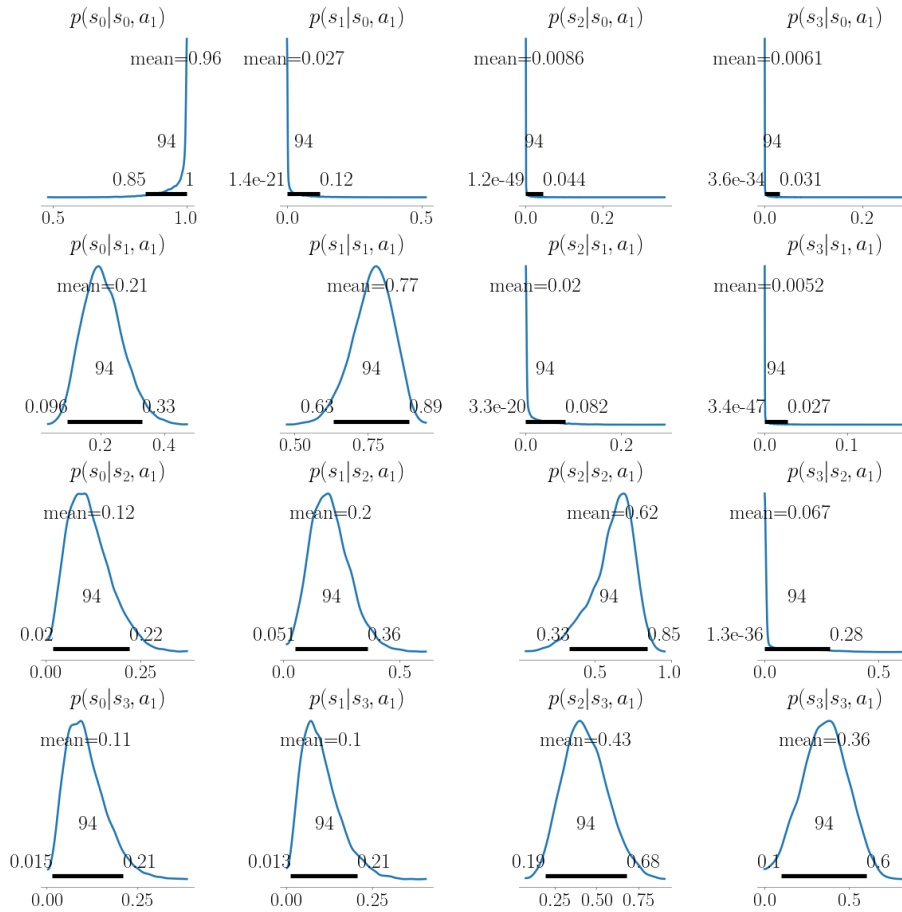 p(s₀|s₀, a₁) p(s₁|s₀, a₁) p(s₂|s₀, a₁) p(s₃|s₀, a₁)
mean=0.96 mean=0.027 mean=0.0086 mean=0.0061
94 94 94 94
0.85 1 1.4e-21 0.12 1.2e-49 0.044 3.6e-34 0.031
0.5 1.0 0.0 0.5 0.0 0.2 0.0 0.2
p(s₀|s₁, a₁) p(s₁|s₁, a₁) p(s₂|s₁, a₁) p(s₃|s₁, a₁)
mean=0.21 mean=0.77 mean=0.02 mean=0.0052
94 94 94 94
0.096 0.33 0.63 0.89 3.3e-20 0.082 3.4e-47 0.027
0.2 0.4 0.50 0.75 0.0 0.2 0.0 0.1
p(s₀|s₂, a₁) p(s₁|s₂, a₁) p(s₂|s₂, a₁) p(s₃|s₂, a₁)
mean=0.12 mean=0.2 mean=0.62 mean=0.067
94 94 94 94
0.02 0.22 0.051 0.36 0.33 0.85 1.3e-36 0.28
0.00 0.25 0.0 0.5 0.5 1.0 0.0 0.5
p(s₀|s₃, a₁) p(s₁|s₃, a₁) p(s₂|s₃, a₁) p(s₃|s₃, a₁)
mean=0.11 mean=0.1 mean=0.43 mean=0.36
94 94 94 94
0.015 0.21 0.013 0.21 0.19 0.68 0.1 0.6
0.00 0.25 0.00 0.25 0.25 0.50 0.75 0.0 0.5